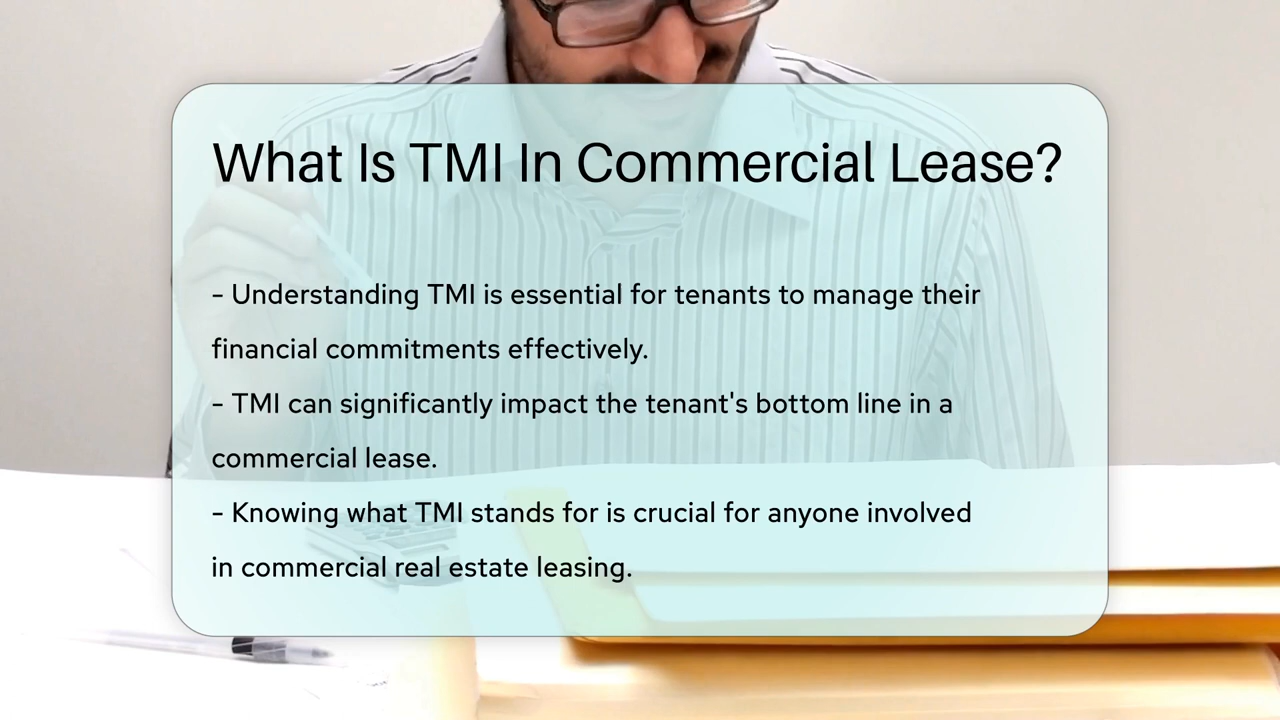 What Is TMI In Commercial Lease?
– Understanding TMI is essential for tenants to manage their
financial commitments effectively.
– TMI can significantly impact the tenant's bottom line in a
commercial lease.
– Knowing what TMI stands for is crucial for anyone involved
in commercial real estate leasing.